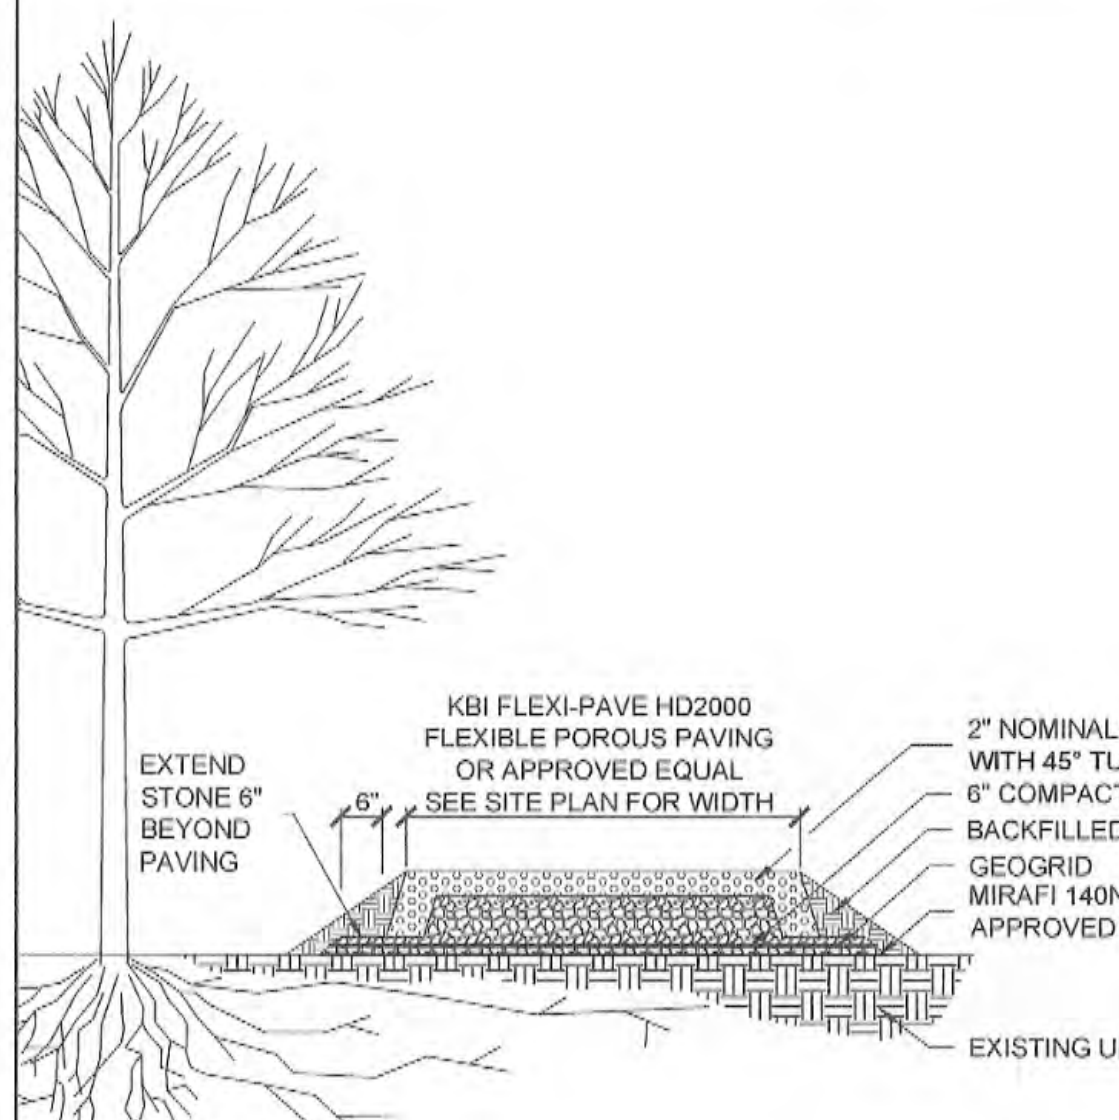 KBI FLEXI-PAVE HD2000
FLEXIBLE POROUS PAVING
OR APPROVED EQUAL
SEE SITE PLAN FOR WIDTH
EXTEND
STONE 6"
BEYOND
PAVING
6"
2" NOMINAL
WITH 45° TU
6" COMPACT
BACKFILLED
GEOGRID
MIRAFI 140N
APPROVED
EXISTING U